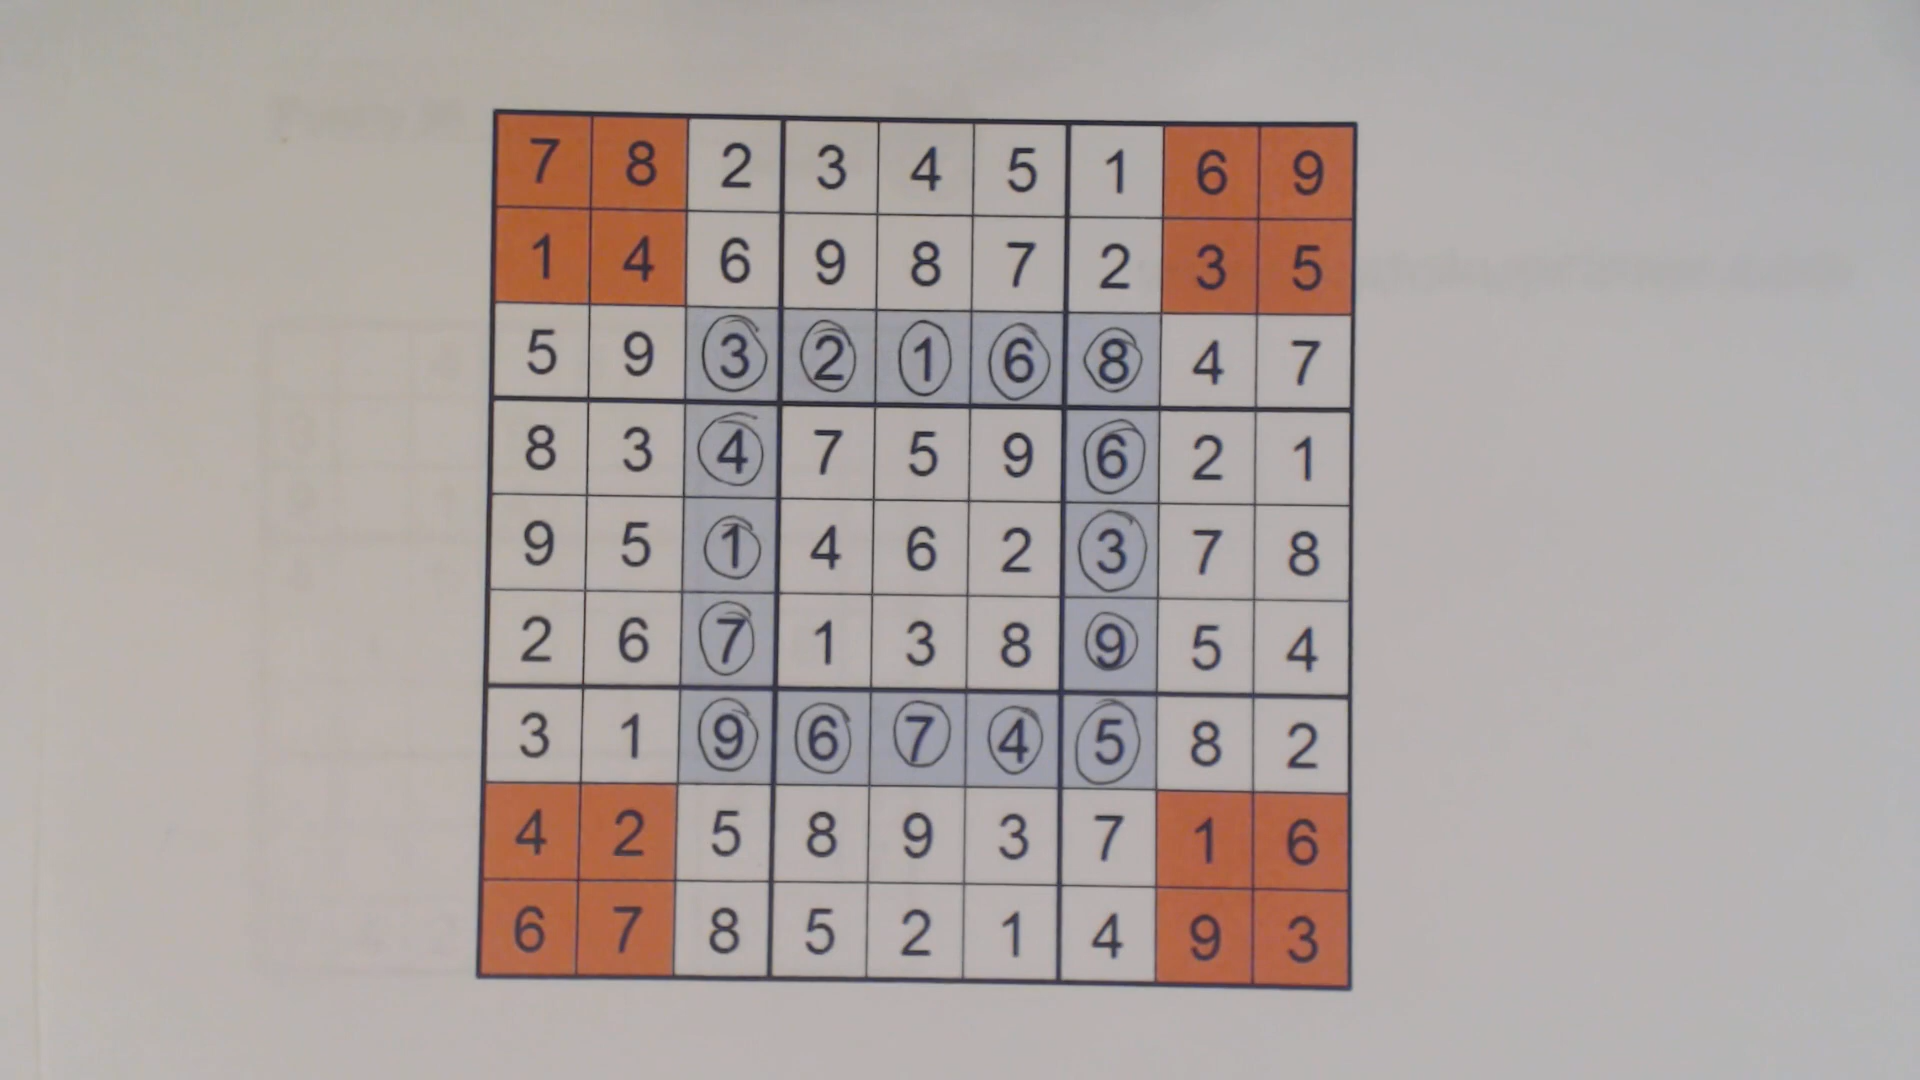 7 8 2 3 4 5 1 6 9
1 4 6 9 8 7 2 3 5
5 9 3 2 1 6 8 4 7
8 3 4 7 5 9 6 2 1
9 5 1 4 6 2 3 7 8
2 6 7 1 3 8 9 5 4
3 1 9 6 7 4 5 8 2
4 2 5 8 9 3 7 1 6
6 7 8 5 2 1 4 9 3